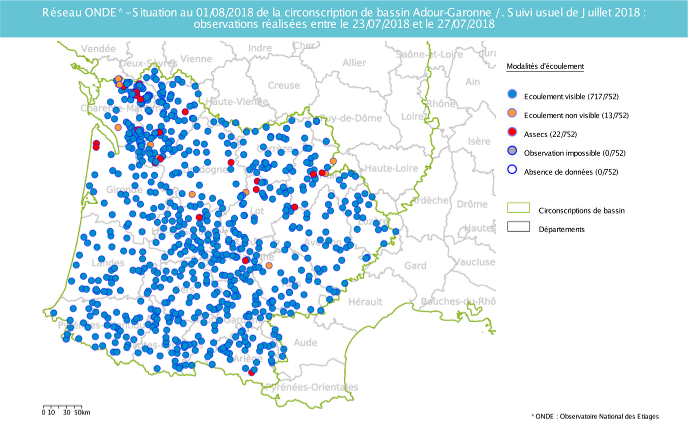 Réseau ONDE* – Situation au 01/08/2018 de la circonscription de bassin Adour-Garonne /. Suivi usuel de Juillet 2018 :
observations réalisées entre le 23/07/2018 et le 27/07/2018
Vendée
Deux-Sèvres
Vienne
Indre
Cher
Allier
Saône-et-Loire
Jura
Ain
Creuse
Haute-Vienne
Puy-de-Dôme
Loire
Rhône
Isère
Corrèze
Haute-Loire
Ardèche
Drôme
Gironde
Lot
Landes
Gard
Vaucluse
Hérault
Bouches-du-Rhô
Aude
Ariège
Pyrénées-Orientales
Modalités d'écoulement
Ecoulement visible (717/752)
Ecoulement non visible (13/752)
Assecs (22/752)
Observation impossible (0/752)
Absence de données (0/752)
Circonscriptions de bassin
Départements
0 10 30 50km
* ONDE : Observatoire National des Etiages